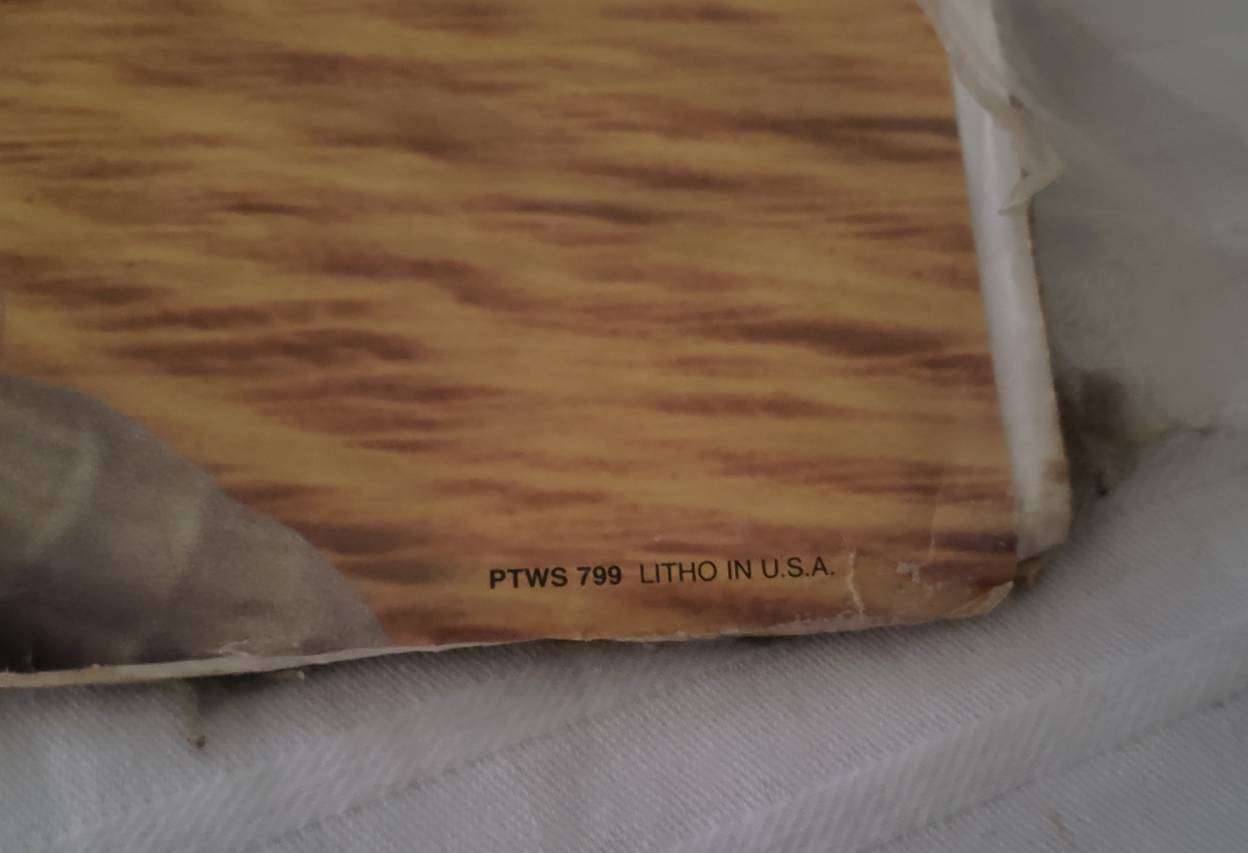 PTWS 799 LITHO IN U.S.A.